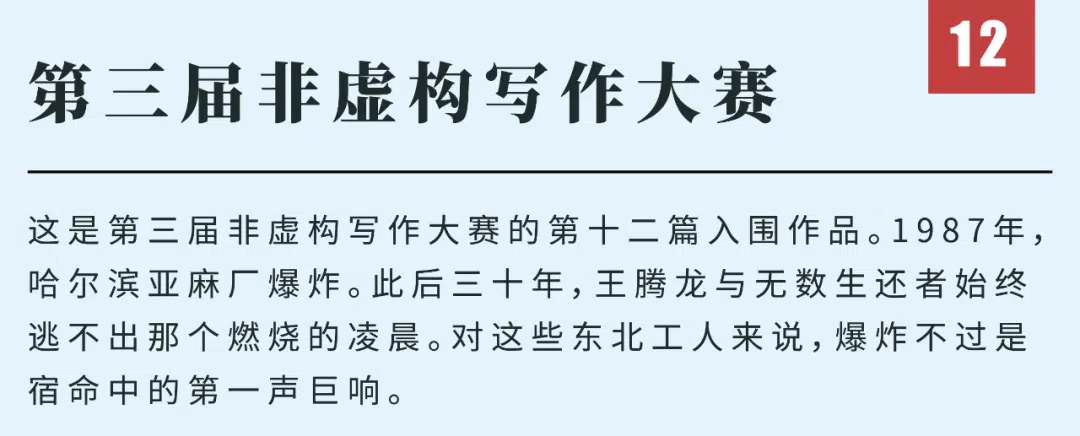 12
第三届非虚构写作大赛
这是第三届非虚构写作大赛的第十二篇入围作品。1987年，
哈尔滨亚麻厂爆炸。此后三十年，王腾龙与无数生还者始终
逃不出那个燃烧的凌晨。对这些东北工人来说，爆炸不过是
宿命中的第一声巨响。